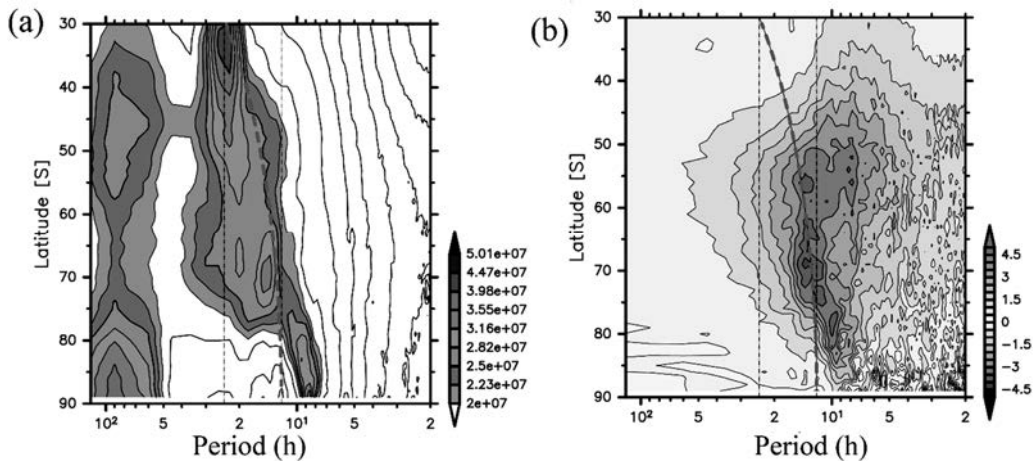 (a)
30
40
50
60
70
80
90
Latitude [S]
10² 5 2 10¹ 5 2
Period (h)
5.01e+07
4.47e+07
3.98e+07
3.55e+07
3.16e+07
2.82e+07
2.5e+07
2.23e+07
2e+07
(b)
30
40
50
60
70
80
90
Latitude [S]
10² 5 2 10¹ 5 2
Period (h)
4.5
3
1.5
0
−1.5
−3
−4.5